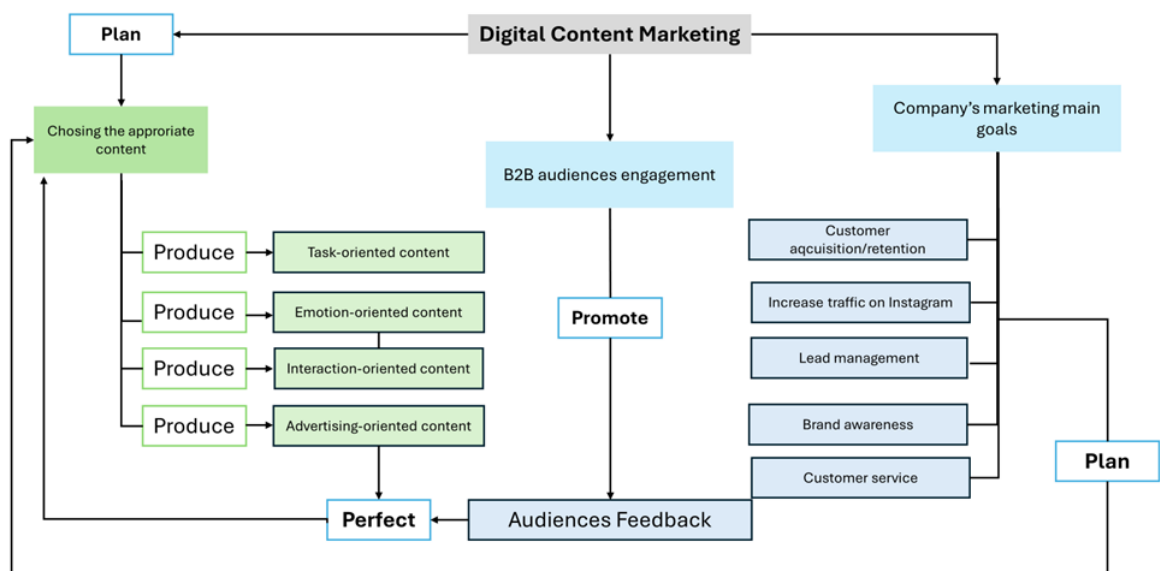 Plan
Digital Content Marketing
Chosing the approriate
content
Company's marketing main
goals
B2B audiences engagement
Produce
Task-oriented content
Produce
Emotion-oriented content
Produce
Interaction-oriented content
Produce
Advertising-oriented content
Promote
Customer
aqcuisition/retention
Increase traffic on Instagram
Lead management
Brand awareness
Customer service
Plan
Perfect
Audiences Feedback